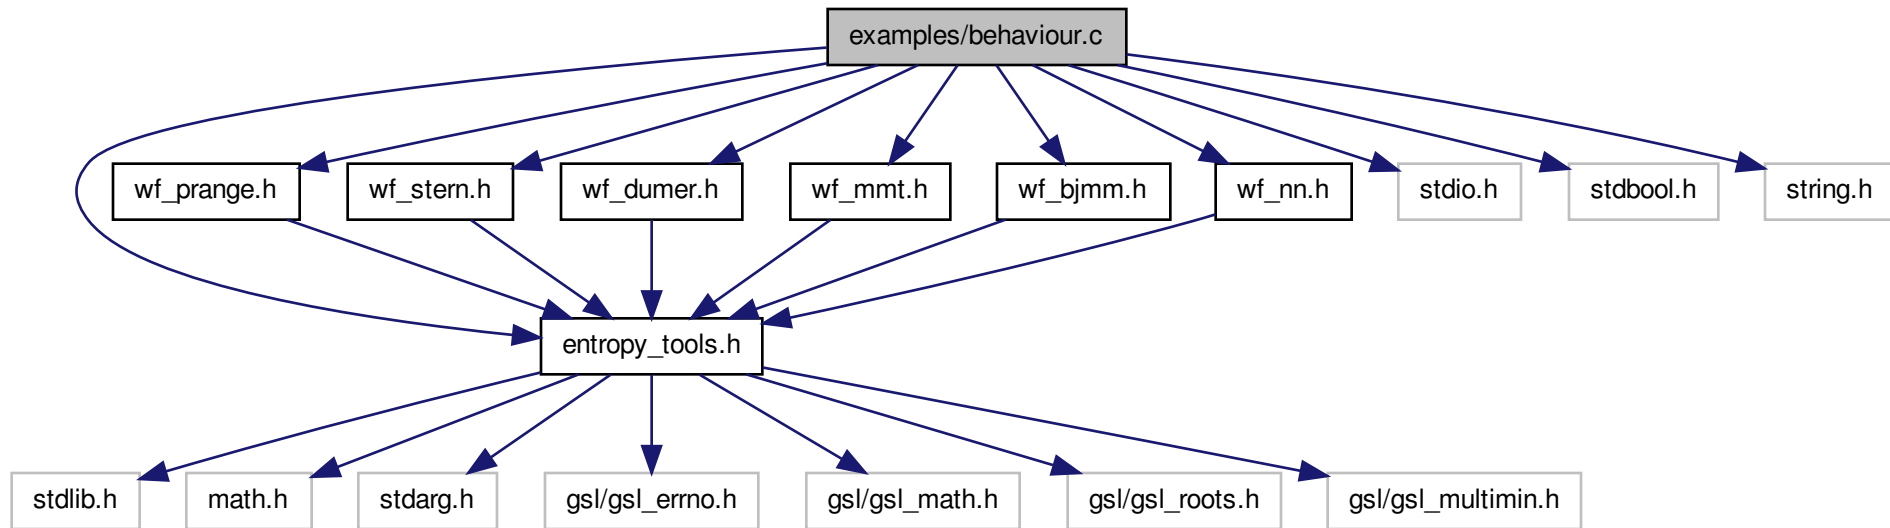 examples/behaviour.c
wf_prange.h
wf_stern.h
wf_dumer.h
wf_mmt.h
wf_bjmm.h
wf_nn.h
stdio.h
stdbool.h
string.h
entropy_tools.h
stdlib.h
math.h
stdarg.h
gsl/gsl_errno.h
gsl/gsl_math.h
gsl/gsl_roots.h
gsl/gsl_multimin.h